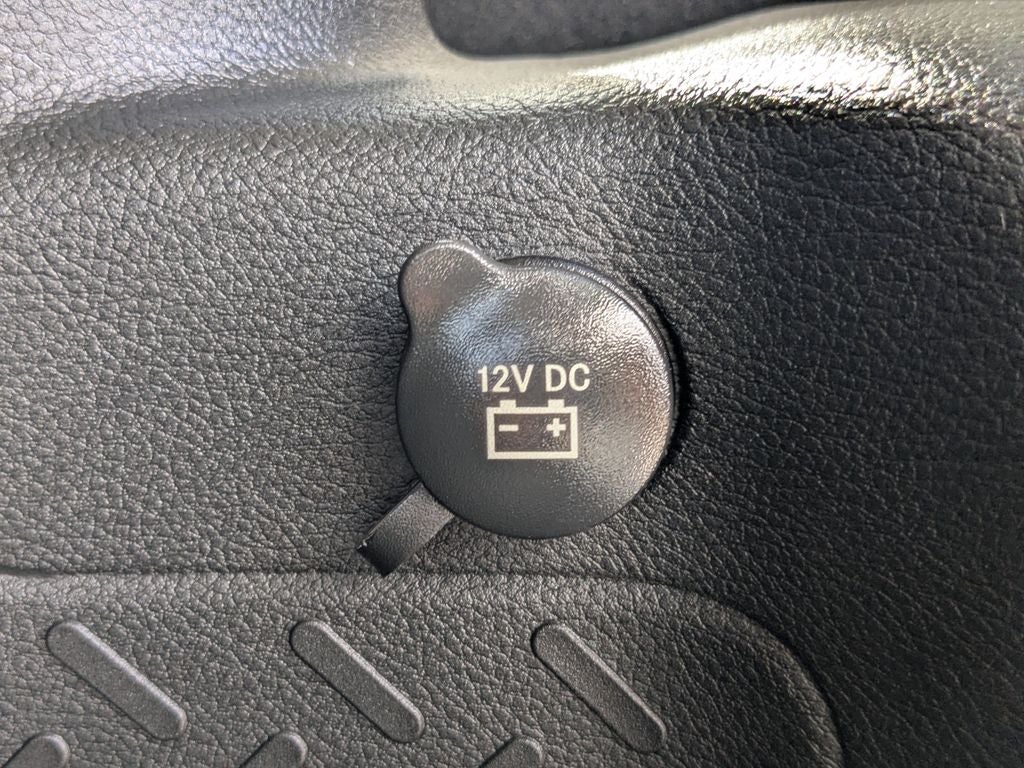 12V DC
- +